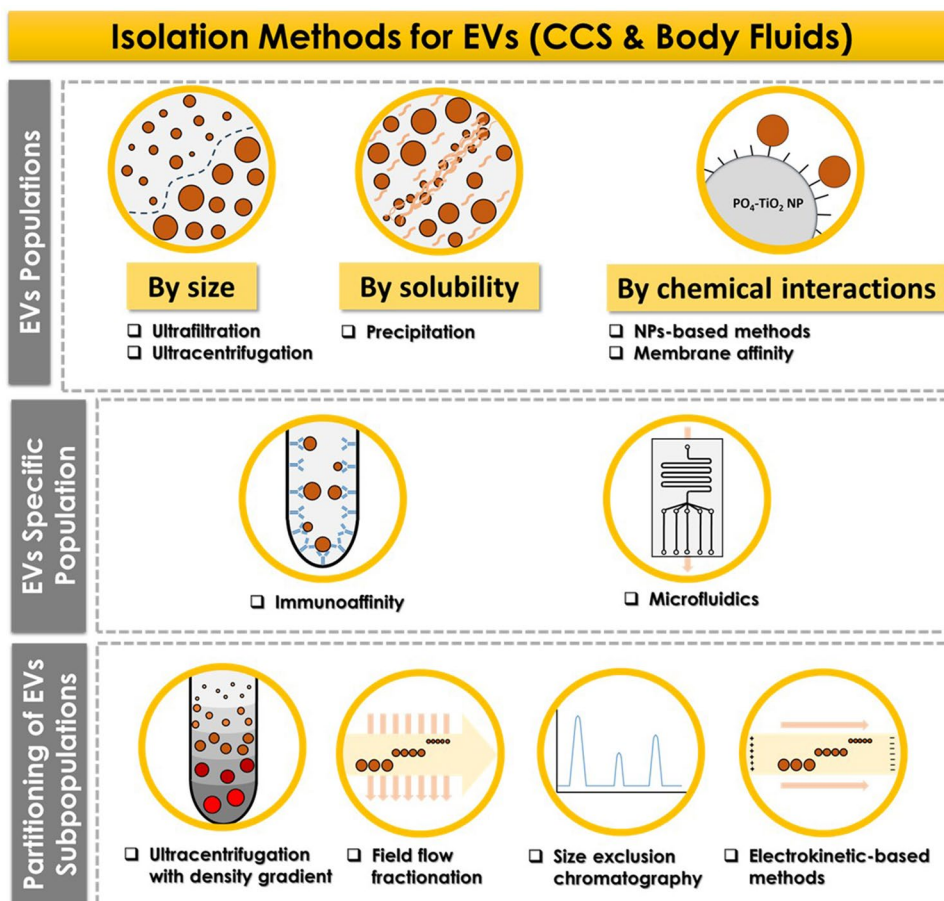 Isolation Methods for EVs (CCS & Body Fluids)
EVs Populations
PO₄-TiO₂ NP
By size
❑ Ultrafiltration
❑ Ultracentrifugation
By solubility
❑ Precipitation
By chemical interactions
❑ NPs-based methods
❑ Membrane affinity
EVs Specific
Population
❑ Immunoaffinity
❑ Microfluidics
Partitioning of EVs
Subpopulations
❑ Ultracentrifugation
with density gradient
❑ Field flow
fractionation
❑ Size exclusion
chromatography
❑ Electrokinetic-based
methods